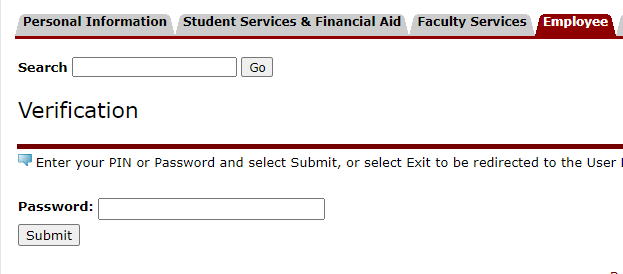 Personal Information Student Services & Financial Aid Faculty Services Employee
Search Go
Verification
Enter your PIN or Password and select Submit, or select Exit to be redirected to the User
Password:
Submit